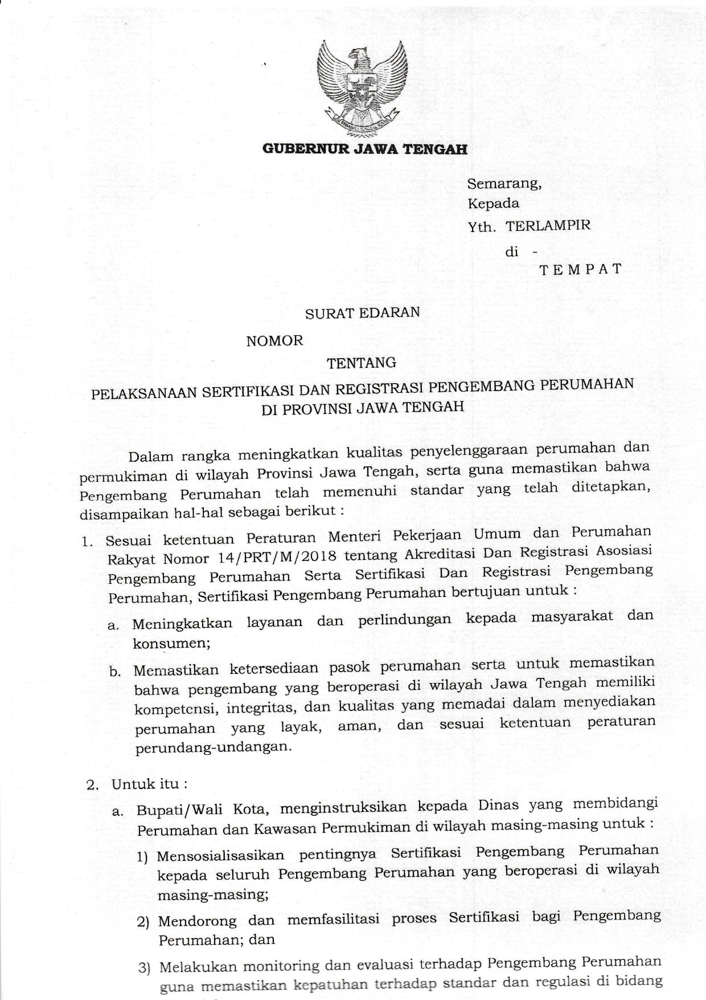 GUBERNUR JAWA TENGAH
Semarang,
Kepada
Yth. TERLAMPIR
di -
T E M P A T
SURAT EDARAN
NOMOR
TENTANG
PELAKSANAAN SERTIFIKASI DAN REGISTRASI PENGEMBANG PERUMAHAN
DI PROVINSI JAWA TENGAH
Dalam rangka meningkatkan kualitas penyelenggaraan perumahan dan
permukiman di wilayah Provinsi Jawa Tengah, serta guna memastikan bahwa
Pengembang Perumahan telah memenuhi standar yang telah ditetapkan,
disampaikan hal-hal sebagai berikut :
1. Sesuai ketentuan Peraturan Menteri Pekerjaan Umum dan Perumahan
Rakyat Nomor 14/PRT/M/2018 tentang Akreditasi Dan Registrasi Asosiasi
Pengembang Perumahan Serta Sertifikasi Dan Registrasi Pengembang
Perumahan, Sertifikasi Pengembang Perumahan bertujuan untuk :
a. Meningkatkan layanan dan perlindungan kepada masyarakat dan
konsumen;
b. Memastikan ketersediaan pasok perumahan serta untuk memastikan
bahwa pengembang yang beroperasi di wilayah Jawa Tengah memiliki
kompetensi, integritas, dan kualitas yang memadai dalam menyediakan
perumahan yang layak, aman, dan sesuai ketentuan peraturan
perundang-undangan.
2. Untuk itu :
a. Bupati/Wali Kota, menginstruksikan kepada Dinas yang membidangi
Perumahan dan Kawasan Permukiman di wilayah masing-masing untuk :
1) Mensosialisasikan pentingnya Sertifikasi Pengembang Perumahan
kepada seluruh Pengembang Perumahan yang beroperasi di wilayah
masing-masing;
2) Mendorong dan memfasilitasi proses Sertifikasi bagi Pengembang
Perumahan; dan
3) Melakukan monitoring dan evaluasi terhadap Pengembang Perumahan
guna memastikan kepatuhan terhadap standar dan regulasi di bidang